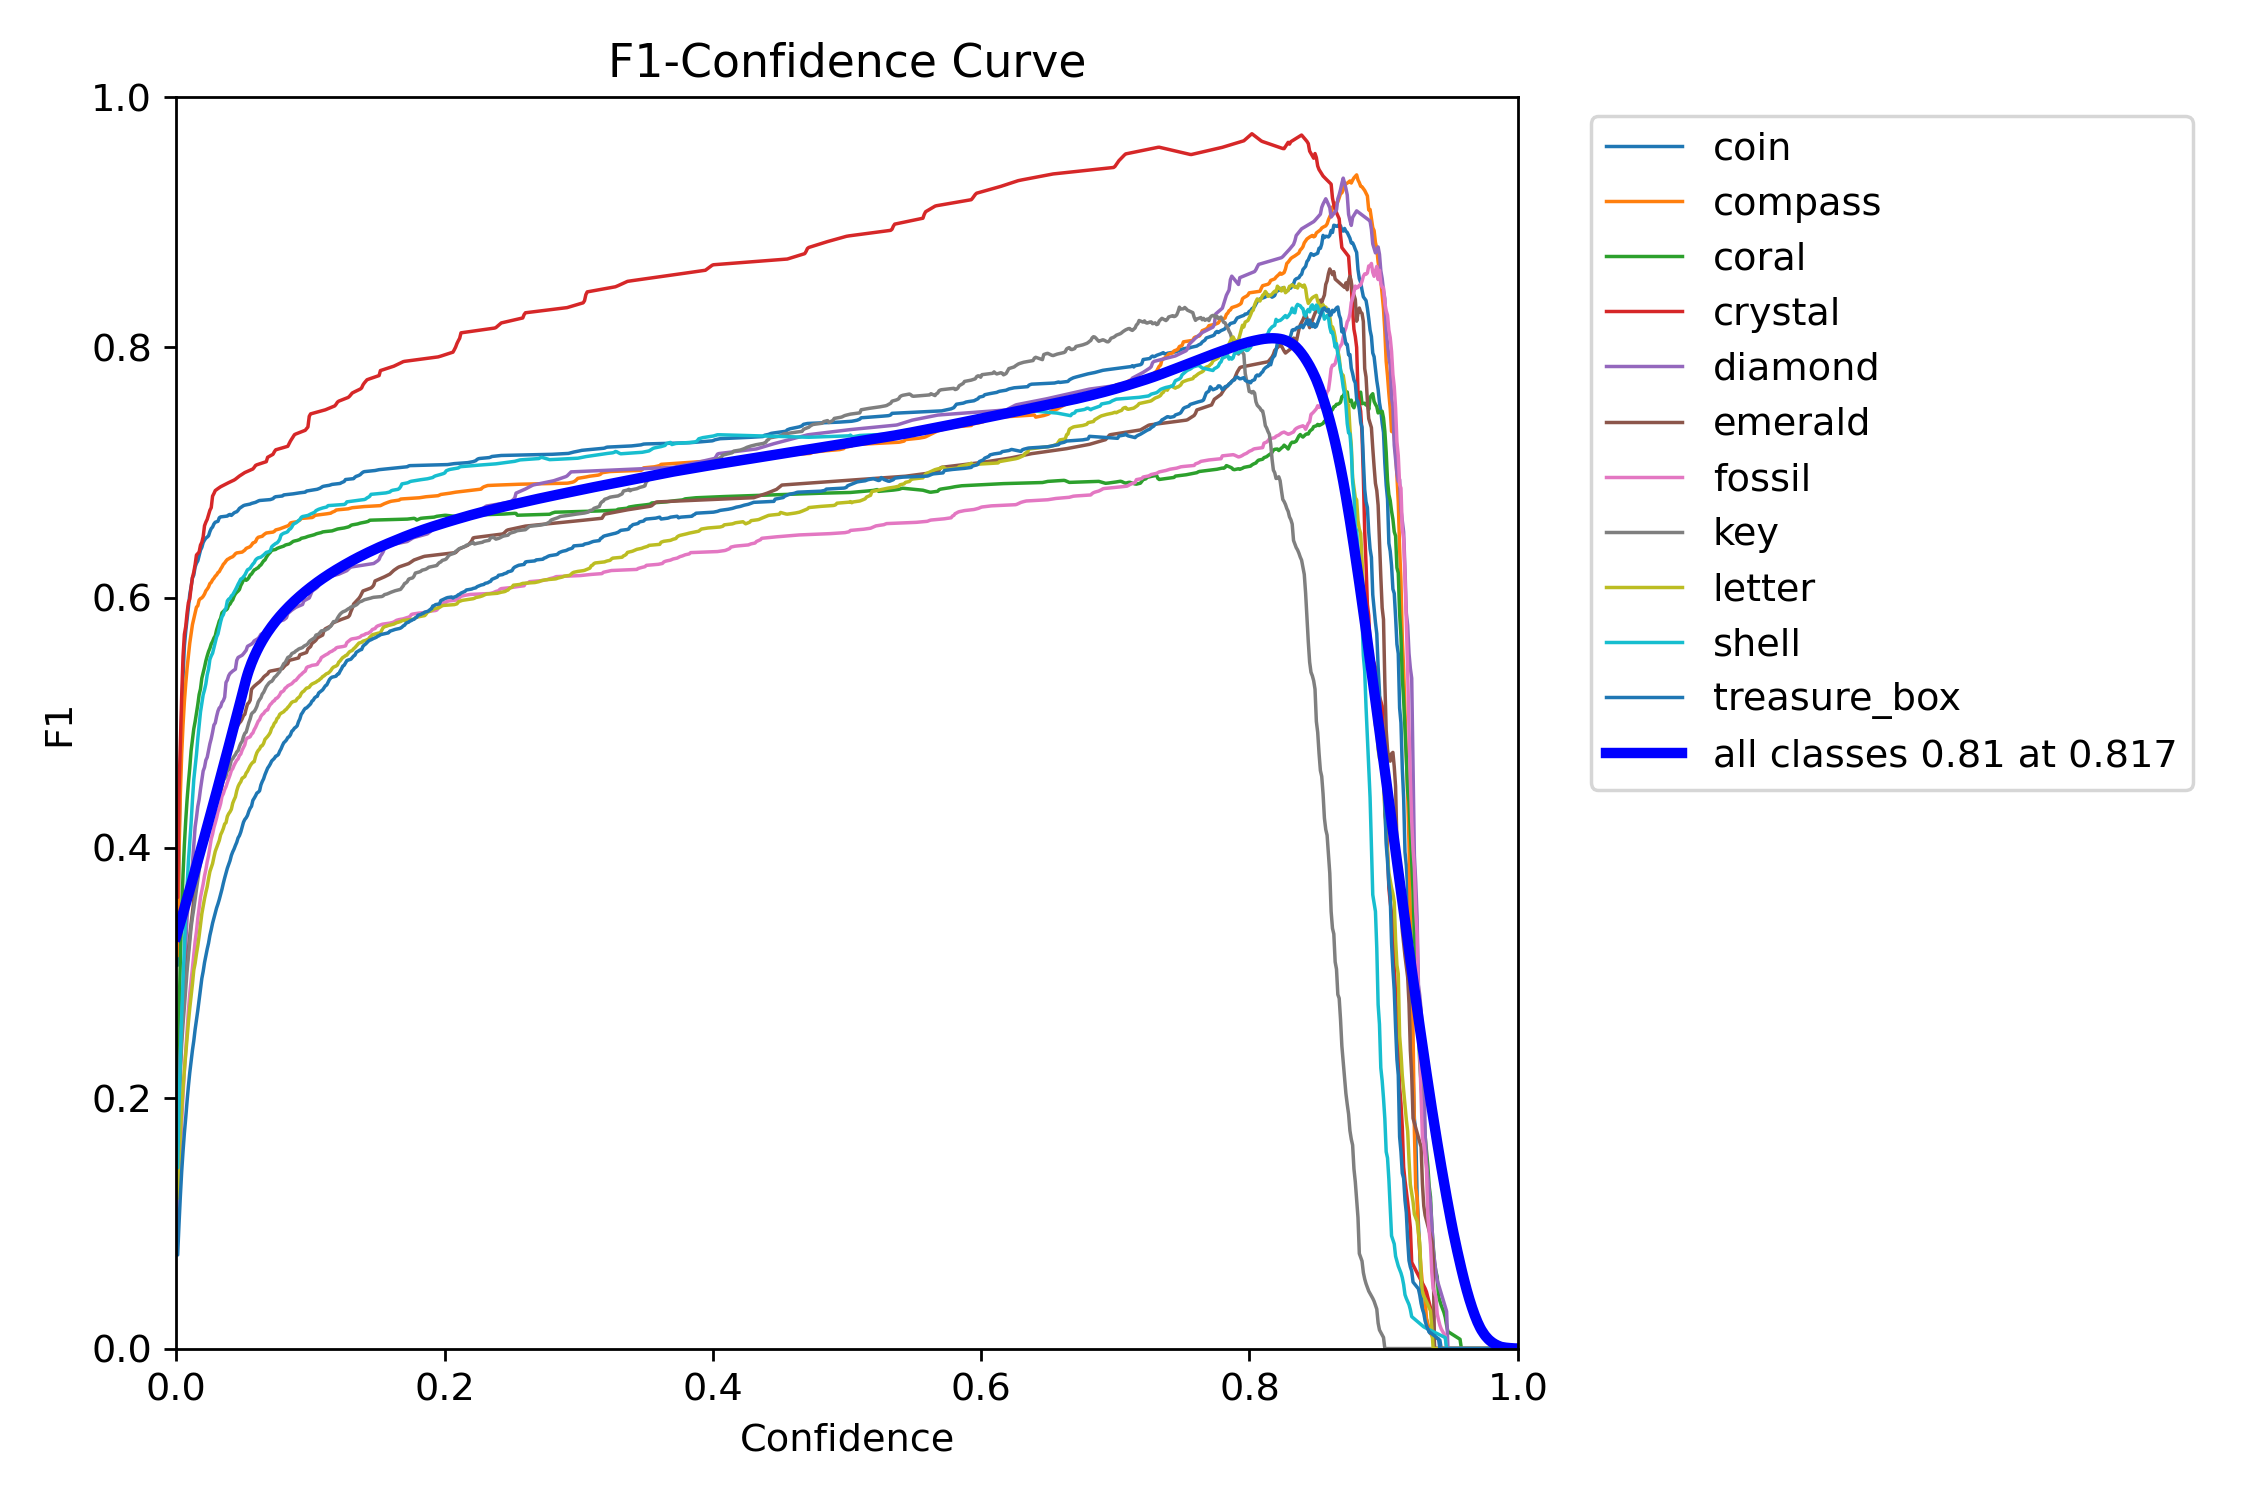 F1-Confidence Curve
1.0
0.8
0.6
0.4
0.2
0.0
F1
0.0 0.2 0.4 0.6 0.8 1.0
Confidence
coin
compass
coral
crystal
diamond
emerald
fossil
key
letter
shell
treasure_box
all classes 0.81 at 0.817